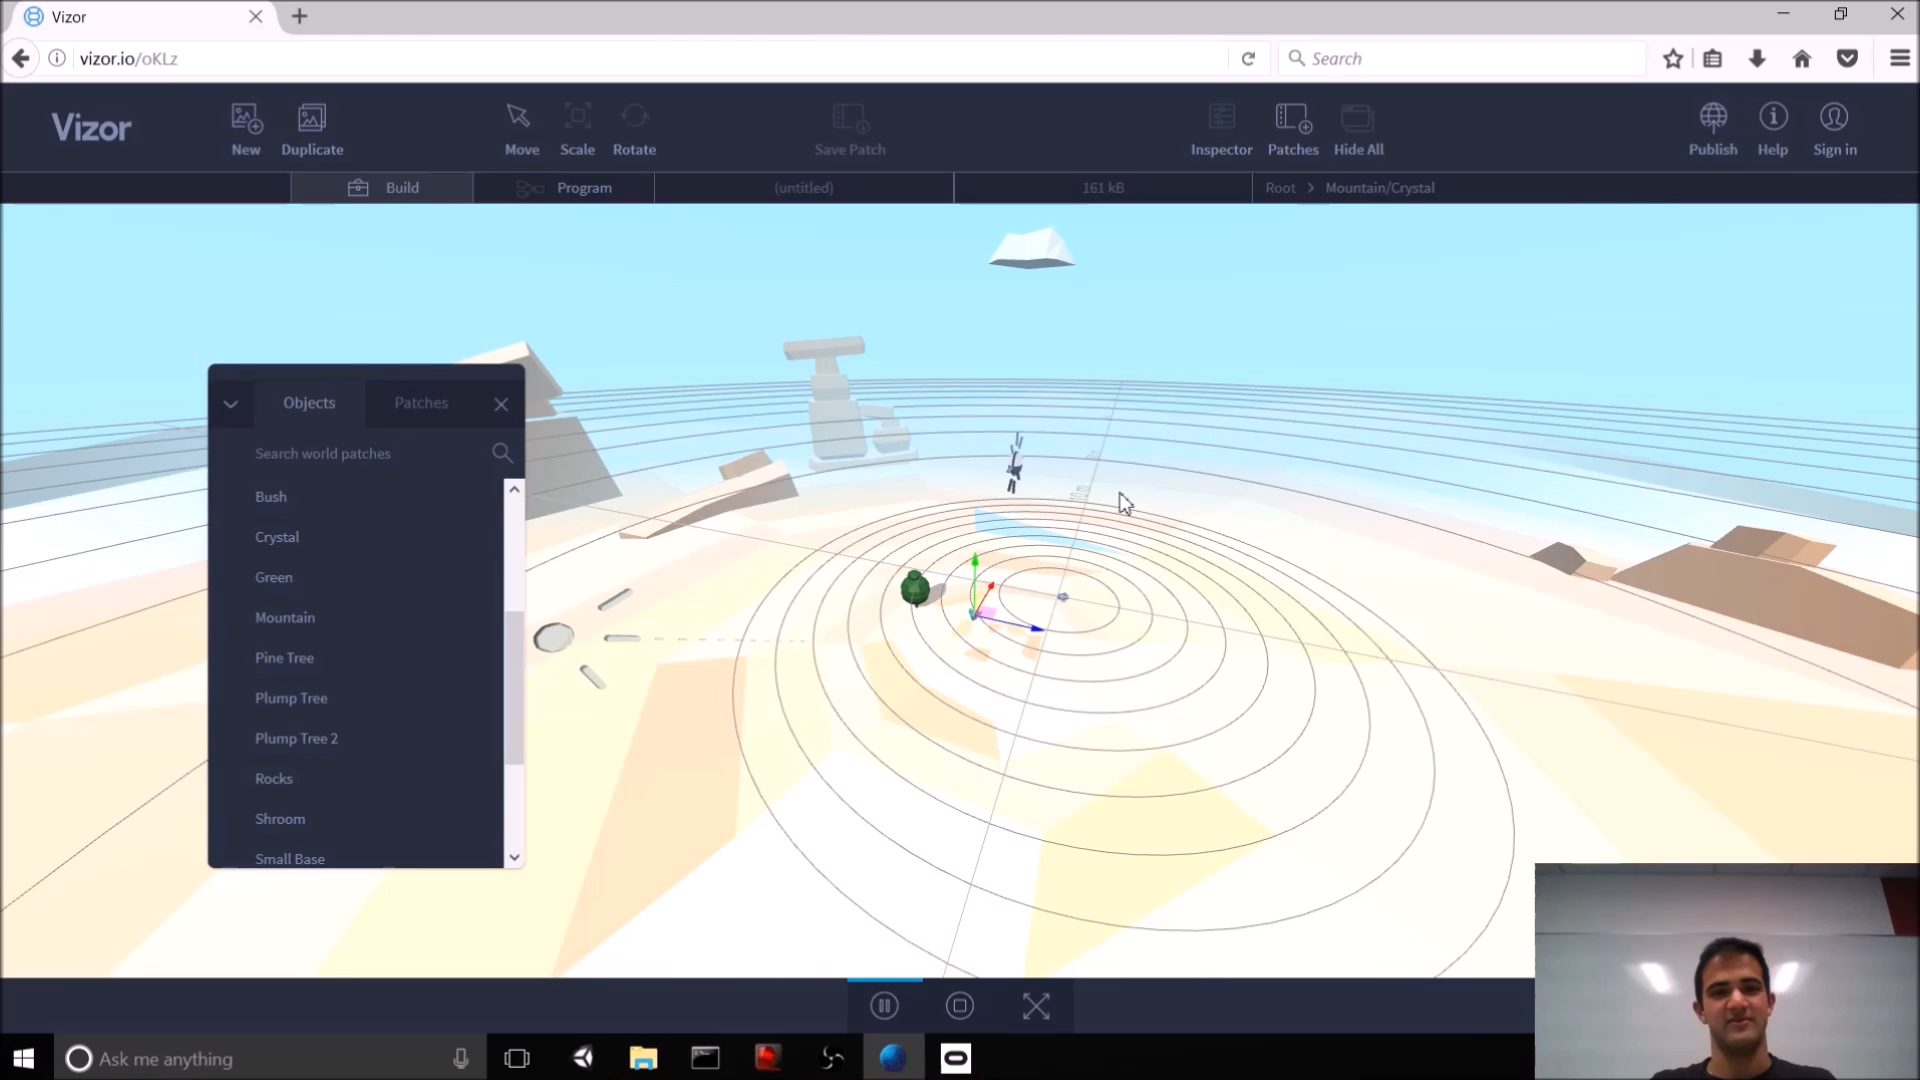 Vizor
vizor.io/oKLz
Search
Vizor
New
Duplicate
Move
Scale
Rotate
Save Patch
Inspector
Patches
Hide All
Publish
Help
Sign in
Build
Program
(untitled)
161 kB
Root > Mountain/Crystal
Objects
Patches
Search world patches
Bush
Crystal
Green
Mountain
Pine Tree
Plump Tree
Plump Tree 2
Rocks
Shroom
Small Base
Ask me anything